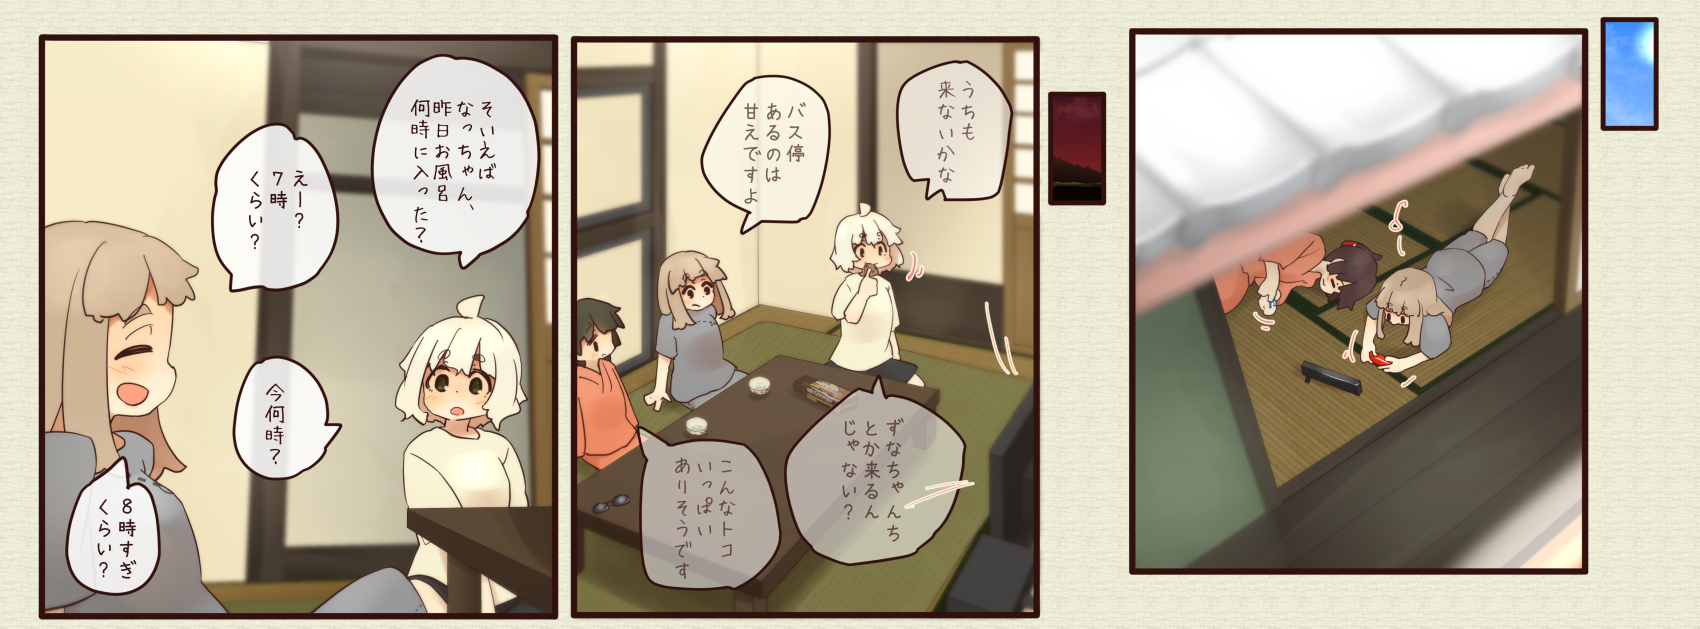 うちも
来ないかな
バス停
あるのは
甘えですよ
ずなちゃんち
とか来るん
じゃない?
こんなトコ
いっぱい
ありそうです
そいえば
なっちゃん、
昨日お風呂
何時に入った?
えー?
7時
くらい?
今何時?
8時すぎ
くらい?